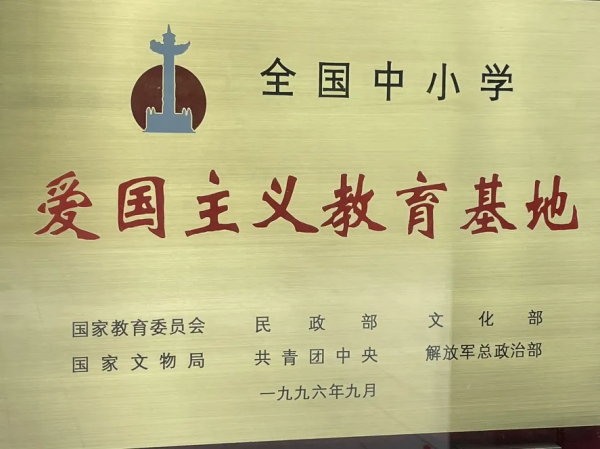 全国中小学
爱国主义教育基地
国家教育委员会 民政部 文化部
国家文物局 共青团中央 解放军总政治部
一九九六年九月